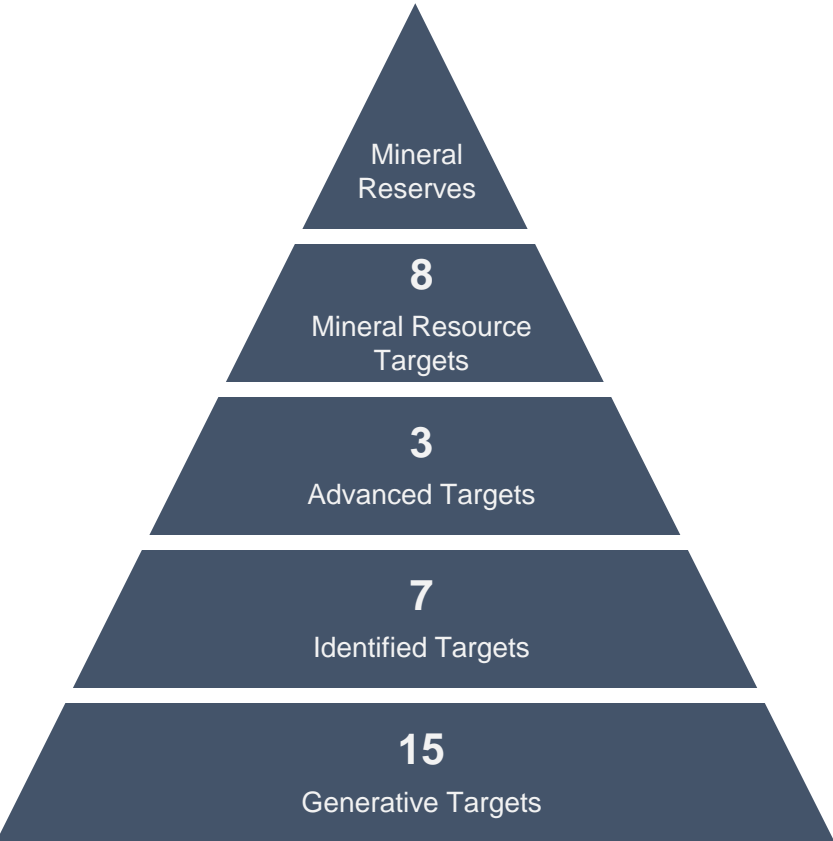 Mineral
Reserves
8
Mineral Resource
Targets
3
Advanced Targets
7
Identified Targets
15
Generative Targets